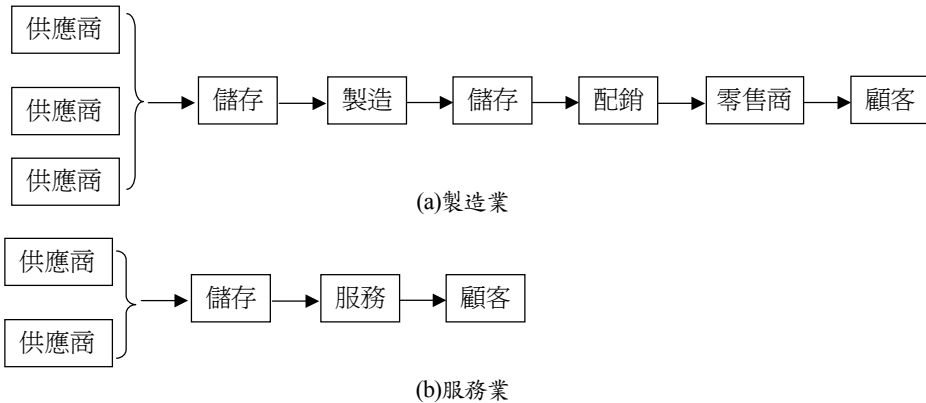 供應商
供應商
供應商
儲存 製造 儲存 配銷 零售商 顧客
(a)製造業
供應商
供應商
儲存 服務 顧客
(b)服務業